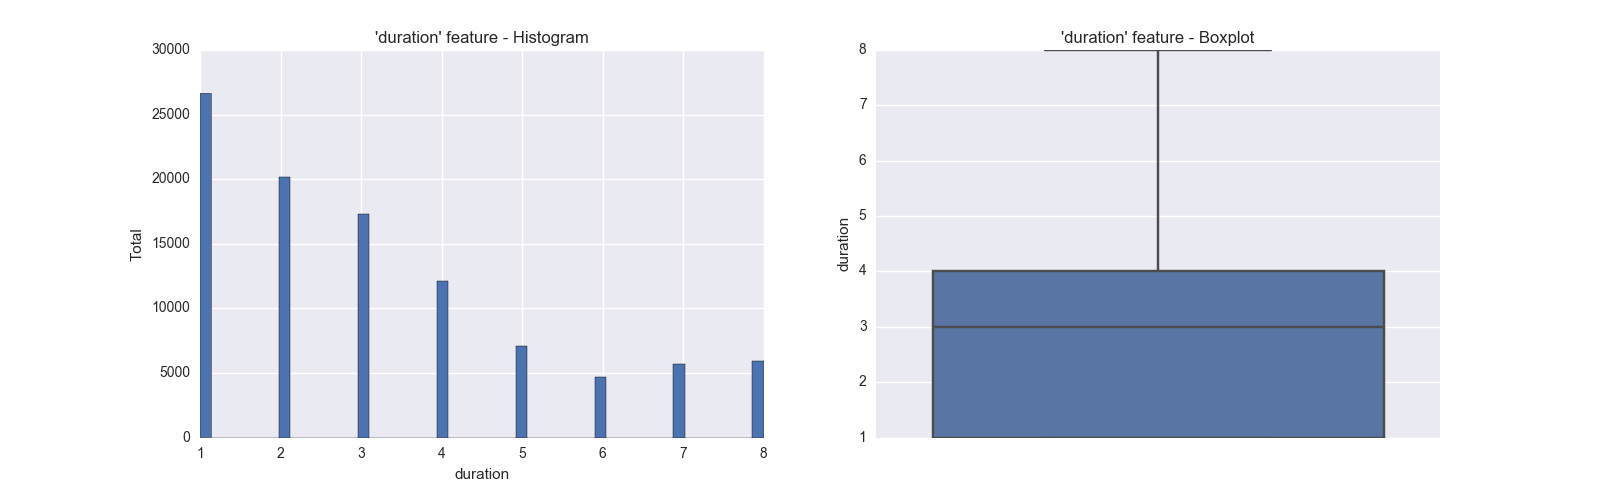 'duration' feature - Histogram
30000
25000
20000
15000
10000
5000
0
Total
1 2 3 4 5 6 7 8
duration
'duration' feature - Boxplot
8
7
6
5
4
3
2
1
duration